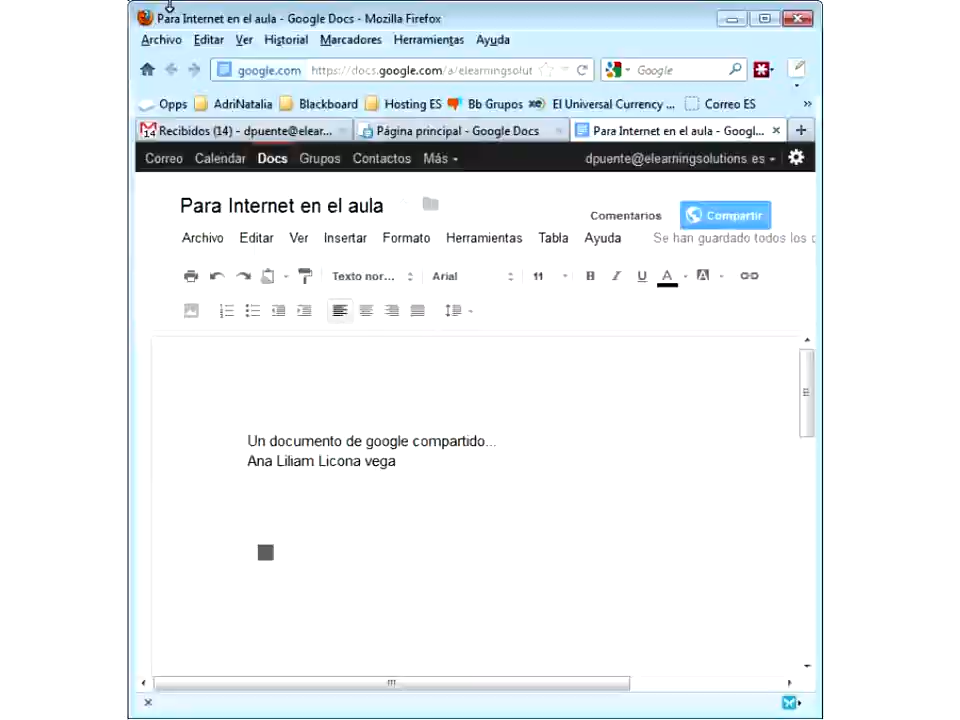 Para Internet en el aula - Google Docs - Mozilla Firefox
Archivo Editar Ver Historial Marcadores Herramientas Ayuda
google.com https://docs.google.com/a/elearningsolut Google
Opps AdriNatalia Blackboard Hosting ES Bb Grupos El Universal Currency ... Correo ES »
Recibidos (14) - dpuente@elear... Página principal - Google Docs Para Internet en el aula - Googl... × +
Correo Calendar Docs Grupos Contactos Más dpuente@elearningsolutions.es
Para Internet en el aula
Comentarios Compartir
Archivo Editar Ver Insertar Formato Herramientas Tabla Ayuda Se han guardado todos los c
Texto nor... Arial 11 B I U A A
Un documento de google compartido...
Ana Liliam Licona vega